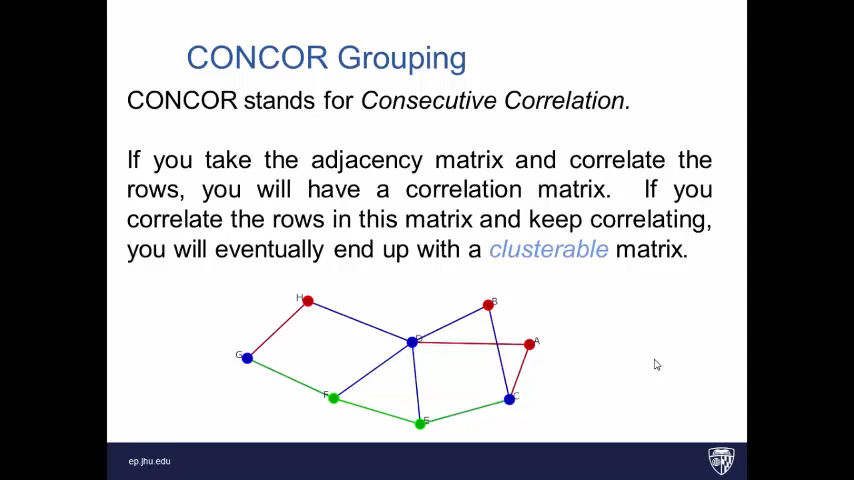 CONCOR Grouping
CONCOR stands for Consecutive Correlation.
If you take the adjacency matrix and correlate the
rows, you will have a correlation matrix. If you
correlate the rows in this matrix and keep correlating,
you will eventually end up with a clusterable matrix.
H
B
D
A
G
F
C
E
ep.jhu.edu